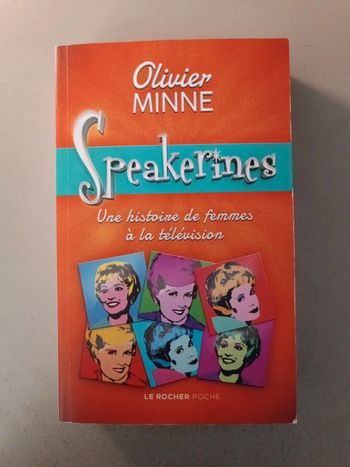 Olivier
MINNE
Speakerines
Une histoire de femmes
à la télévision
LE ROCHER POCHE